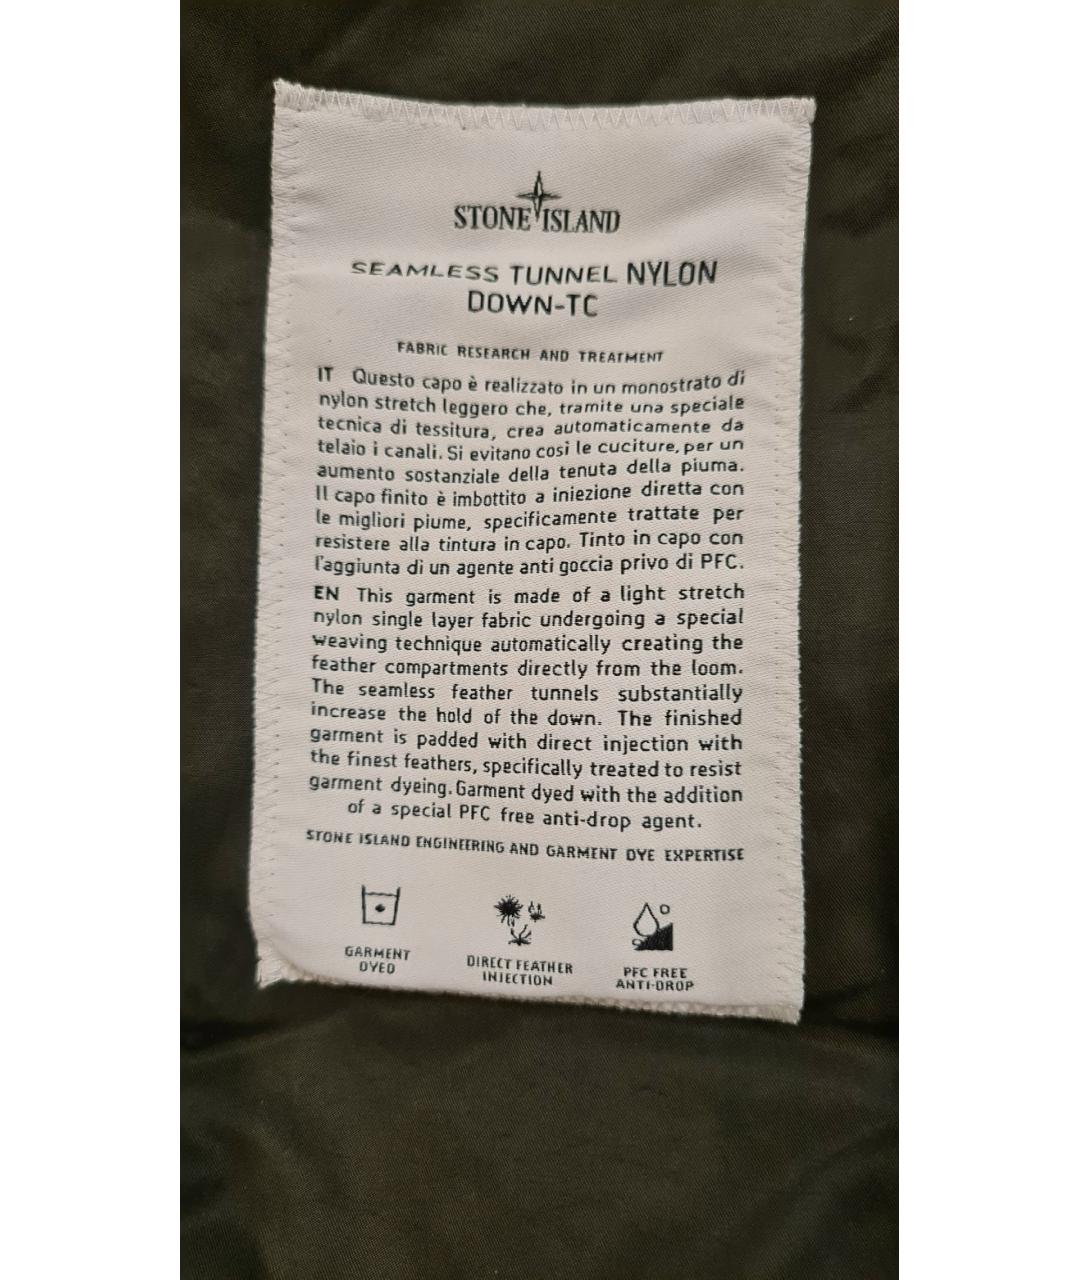 STONE ISLAND
SEAMLESS TUNNEL NYLON
DOWN-TC
FABRIC RESEARCH AND TREATMENT
IT Questo capo è realizzato in un monostrato di
nylon stretch leggero che, tramite una speciale
tecnica di tessitura, crea automaticamente da
telaio i canali. Si evitano così le cuciture, per un
aumento sostanziale della tenuta della piuma.
Il capo finito è imbottito a iniezione diretta con
le migliori piume, specificamente trattate per
resistere alla tintura in capo. Tinto in capo con
l'aggiunta di un agente anti goccia privo di PFC.
EN This garment is made of a light stretch
nylon single layer fabric undergoing a special
weaving technique automatically creating the
feather compartments directly from the loom.
The seamless feather tunnels substantially
increase the hold of the down. The finished
garment is padded with direct injection with
the finest feathers, specifically treated to resist
garment dyeing. Garment dyed with the addition
of a special PFC free anti-drop agent.
STONE ISLAND ENGINEERING AND GARMENT DYE EXPERTISE
GARMENT
DYED
DIRECT FEATHER
INJECTION
PFC FREE
ANTI-DROP